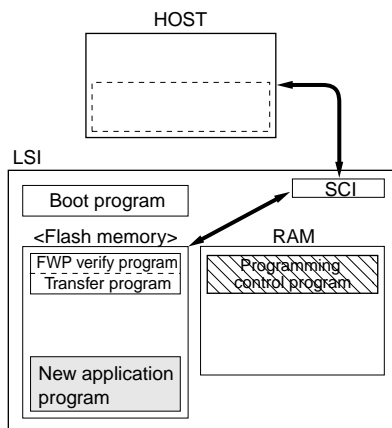 HOST
LSI
SCI
Boot program
<Flash memory>
RAM
FWP verify program
Transfer program
Programming
control program
New application
program